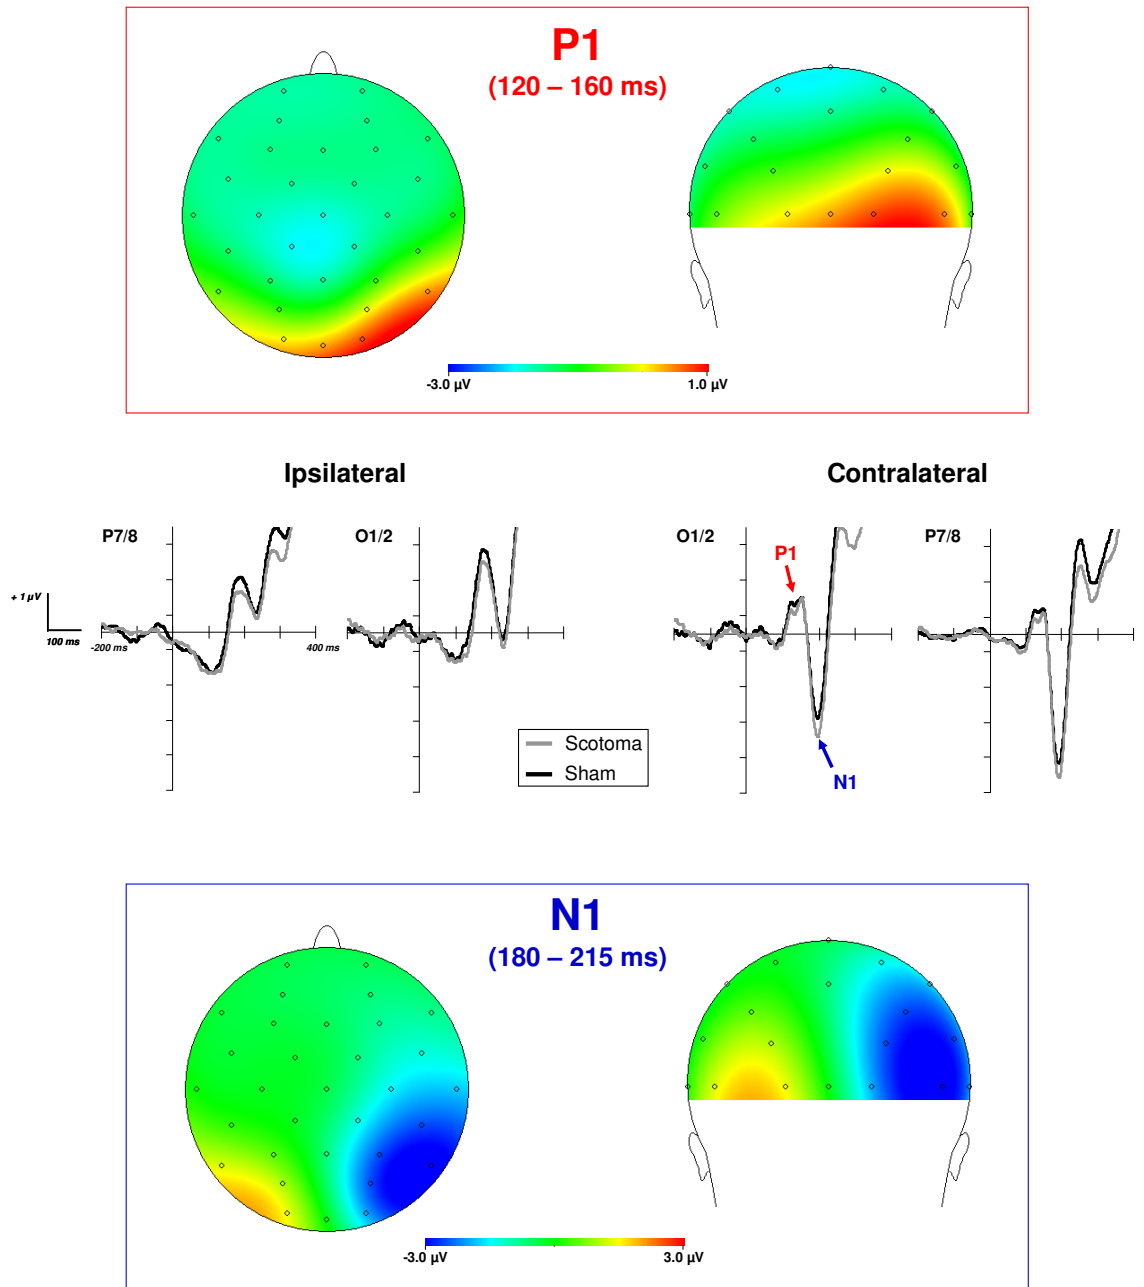 P1
(120 – 160 ms)
-3.0 µV
1.0 µV
Ipsilateral
Contralateral
P7/8
O1/2
O1/2
P7/8
P1
+ 1 µV
100 ms
-200 ms
400 ms
Scotoma
Sham
N1
N1
(180 – 215 ms)
-3.0 µV
3.0 µV